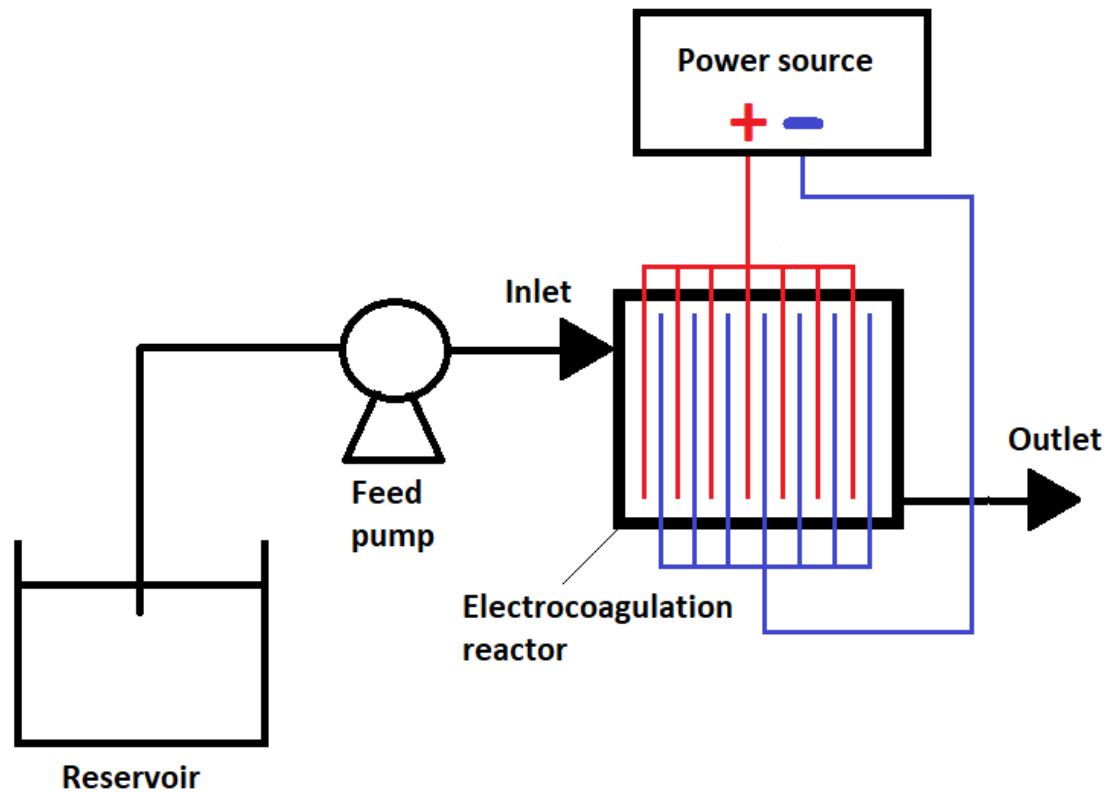 Power source
+ −
Inlet
Outlet
Feed
pump
Electrocoagulation
reactor
Reservoir